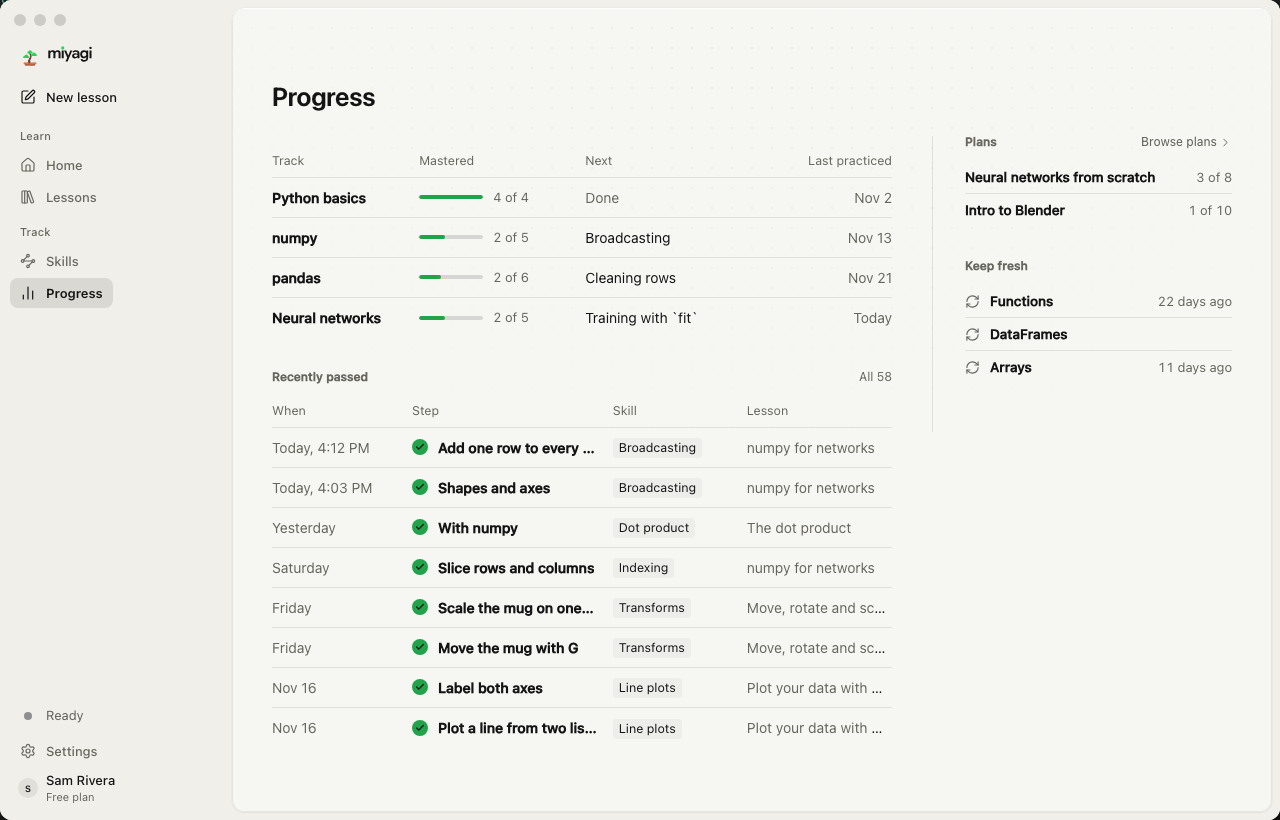 miyagi
New lesson
Learn
Home
Lessons
Track
Skills
Progress
Ready
Settings
S
Sam Rivera
Free plan
Progress
Track Mastered Next Last practiced
Python basics 4 of 4 Done Nov 2
numpy 2 of 5 Broadcasting Nov 13
pandas 2 of 6 Cleaning rows Nov 21
Neural networks 2 of 5 Training with `fit` Today
Recently passed All 58
When Step Skill Lesson
Today, 4:12 PM Add one row to every ... Broadcasting numpy for networks
Today, 4:03 PM Shapes and axes Broadcasting numpy for networks
Yesterday With numpy Dot product The dot product
Saturday Slice rows and columns Indexing numpy for networks
Friday Scale the mug on one... Transforms Move, rotate and sc...
Friday Move the mug with G Transforms Move, rotate and sc...
Nov 16 Label both axes Line plots Plot your data with ...
Nov 16 Plot a line from two lis... Line plots Plot your data with ...
Plans Browse plans
Neural networks from scratch 3 of 8
Intro to Blender 1 of 10
Keep fresh
Functions 22 days ago
DataFrames
Arrays 11 days ago